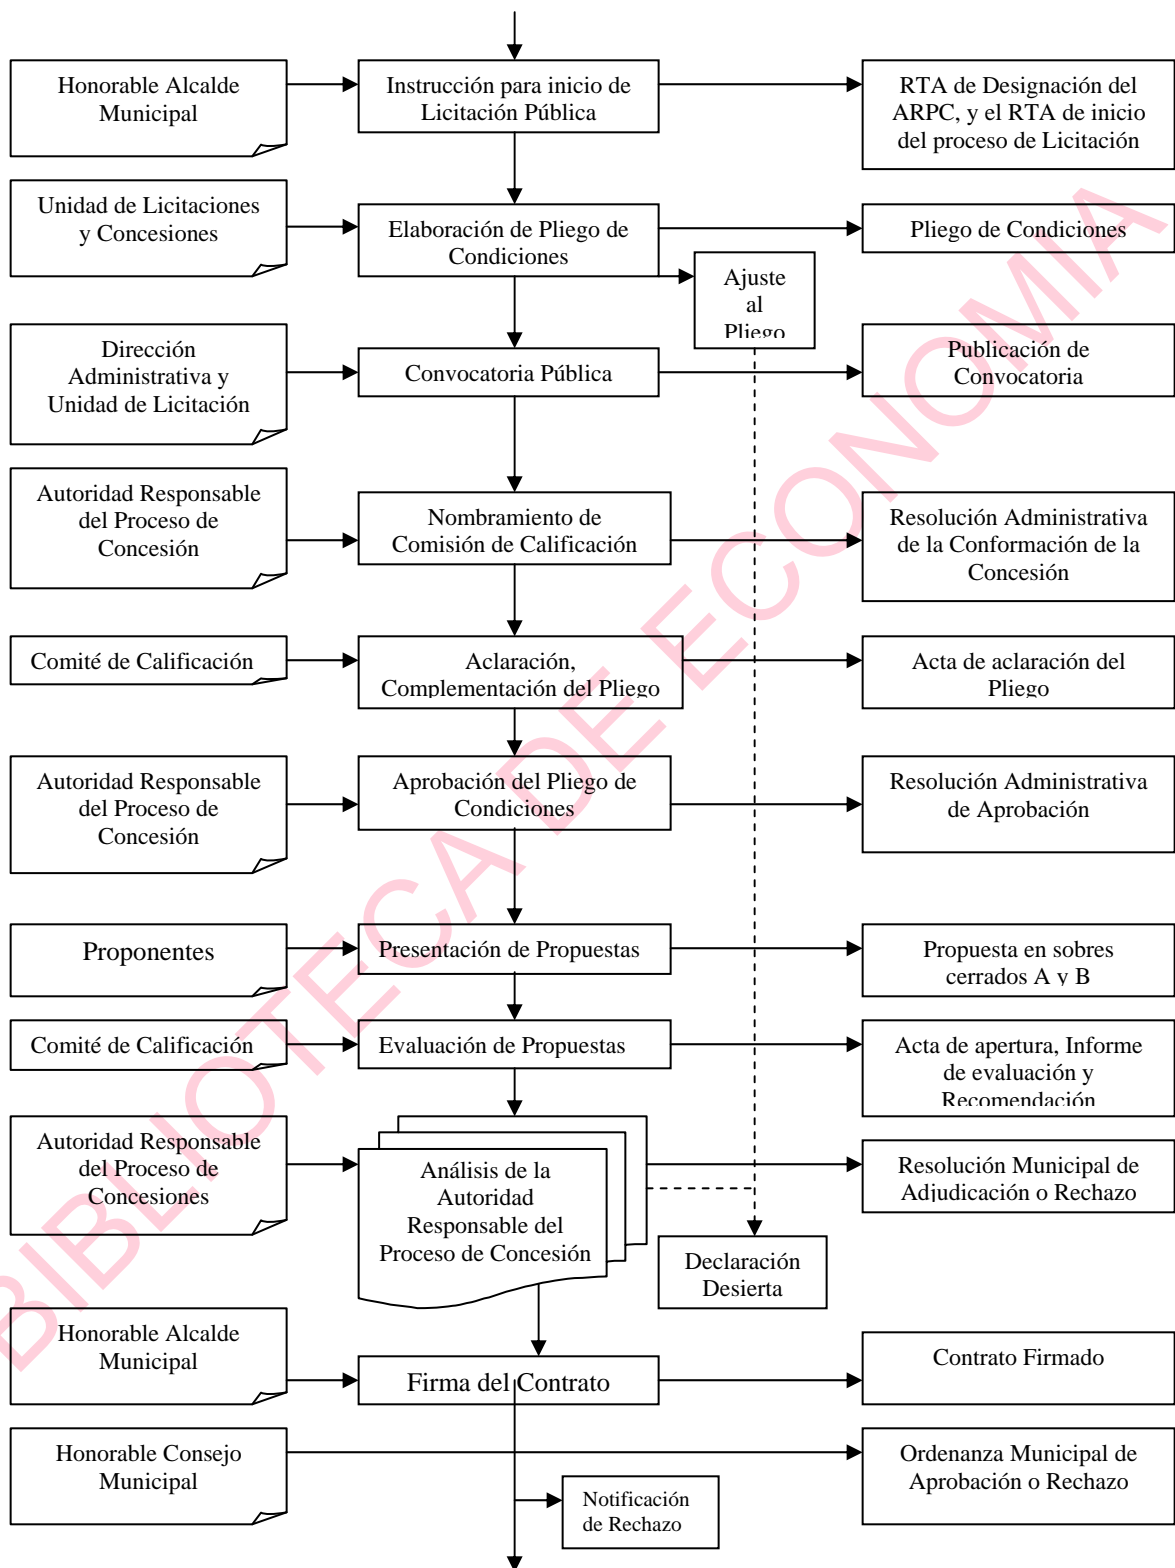 Honorable Alcalde
Municipal
Instrucción para inicio de
Licitación Pública
RTA de Designación del
ARPC, y el RTA de inicio
del proceso de Licitación
Unidad de Licitaciones
y Concesiones
Elaboración de Pliego de
Condiciones
Pliego de Condiciones
Ajuste
al
Pliego
Dirección
Administrativa y
Unidad de Licitación
Convocatoria Pública
Publicación de
Convocatoria
Autoridad Responsable
del Proceso de
Concesión
Nombramiento de
Comisión de Calificación
Resolución Administrativa
de la Conformación de la
Concesión
Comité de Calificación
Aclaración,
Complementación del Pliego
Acta de aclaración del
Pliego
Autoridad Responsable
del Proceso de
Concesión
Aprobación del Pliego de
Condiciones
Resolución Administrativa
de Aprobación
Proponentes
Presentación de Propuestas
Propuesta en sobres
cerrados A y B
Comité de Calificación
Evaluación de Propuestas
Acta de apertura, Informe
de evaluación y
Recomendación
Autoridad Responsable
del Proceso de
Concesiones
Análisis de la
Autoridad
Responsable del
Proceso de Concesión
Resolución Municipal de
Adjudicación o Rechazo
Declaración
Desierta
Honorable Alcalde
Municipal
Firma del Contrato
Contrato Firmado
Honorable Consejo
Municipal
Ordenanza Municipal de
Aprobación o Rechazo
Notificación
de Rechazo
BIBLIOTECA DE ECONOMIA